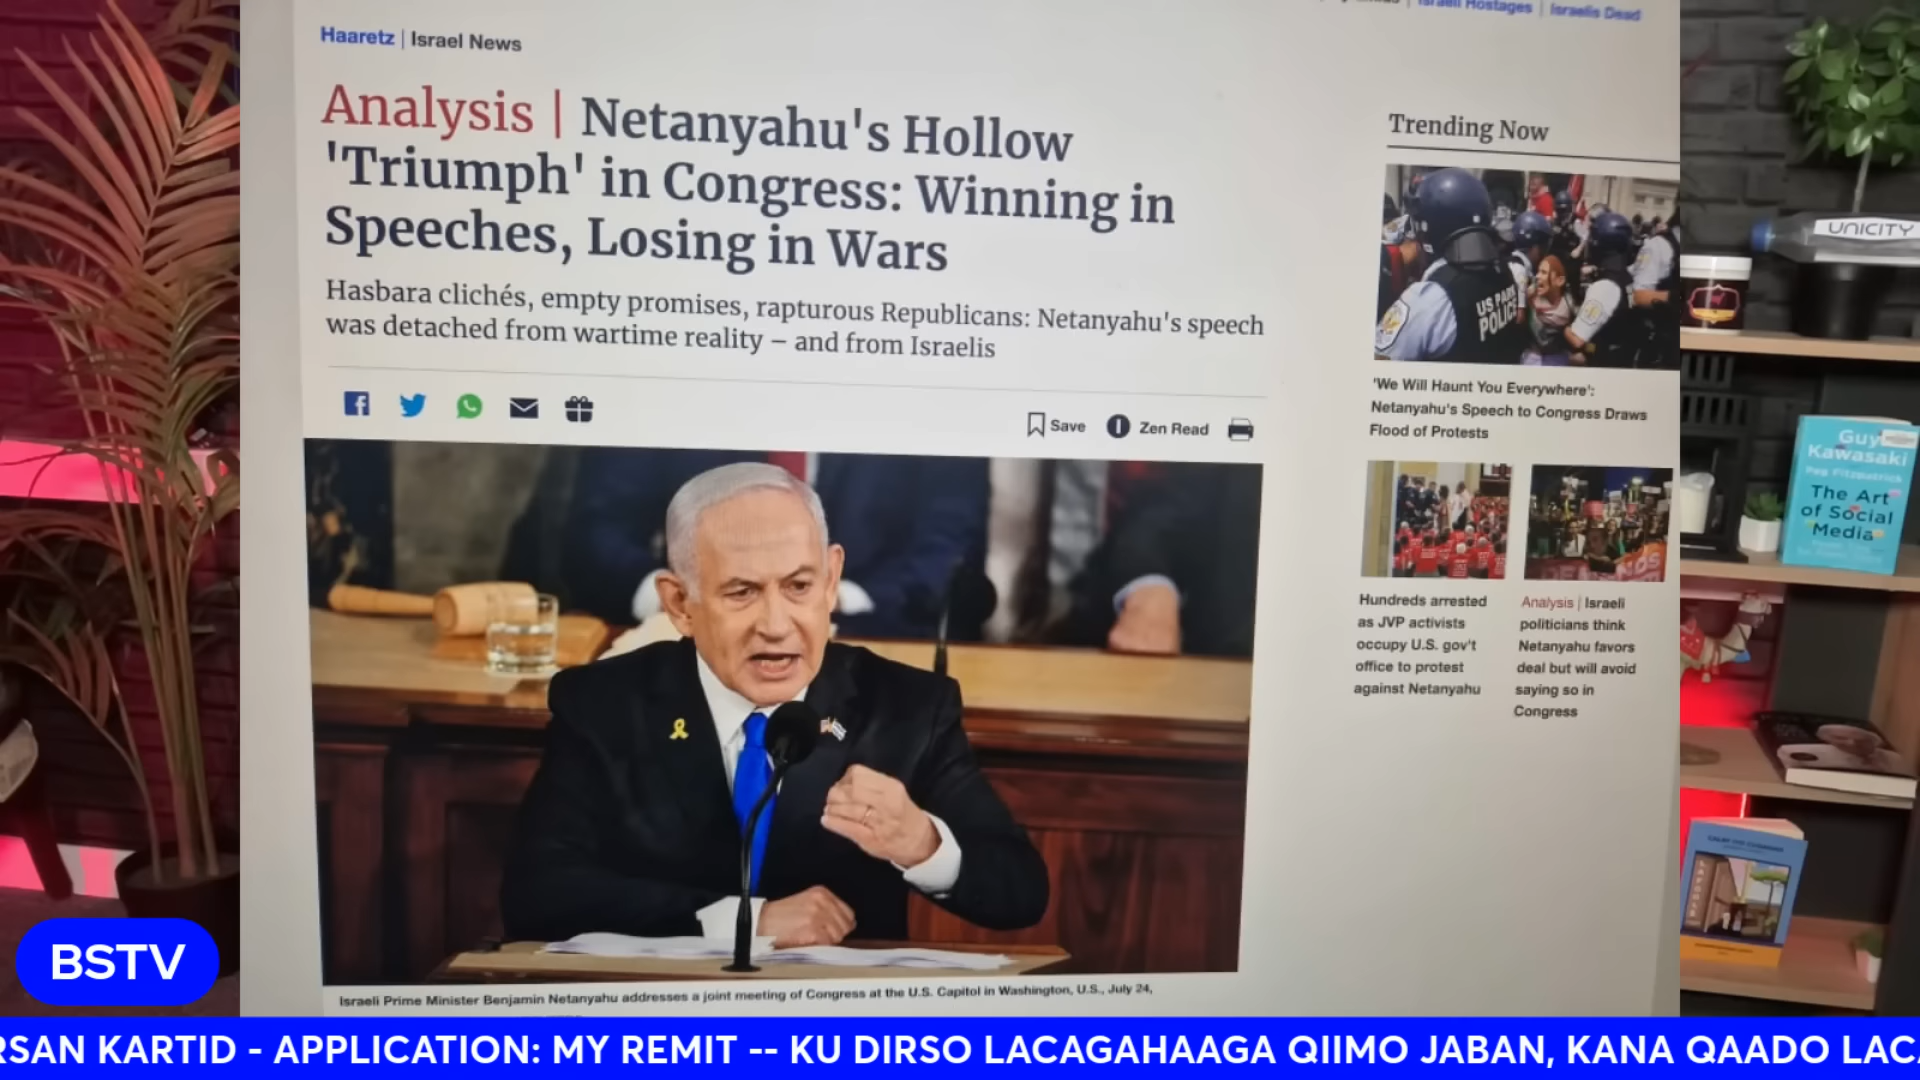 Israeli Hostages | Israelis Dead
Haaretz | Israel News
Analysis | Netanyahu's Hollow
'Triumph' in Congress: Winning in
Speeches, Losing in Wars
Hasbara clichés, empty promises, rapturous Republicans: Netanyahu's speech
was detached from wartime reality – and from Israelis
Save
Zen Read
Trending Now
US PARK
POLICE
'We Will Haunt You Everywhere':
Netanyahu's Speech to Congress Draws
Flood of Protests
Hundreds arrested
as JVP activists
occupy U.S. gov't
office to protest
against Netanyahu
Analysis | Israeli
politicians think
Netanyahu favors
deal but will avoid
saying so in
Congress
Israeli Prime Minister Benjamin Netanyahu addresses a joint meeting of Congress at the U.S. Capitol in Washington, U.S., July 24,
UNICITY
Guy
Kawasaki
Peg Fitzpatrick
The Art
of Social
Media
BSTV
RSAN KARTID - APPLICATION: MY REMIT -- KU DIRSO LACAGAHAAGA QIIMO JABAN, KANA QAADO LACA